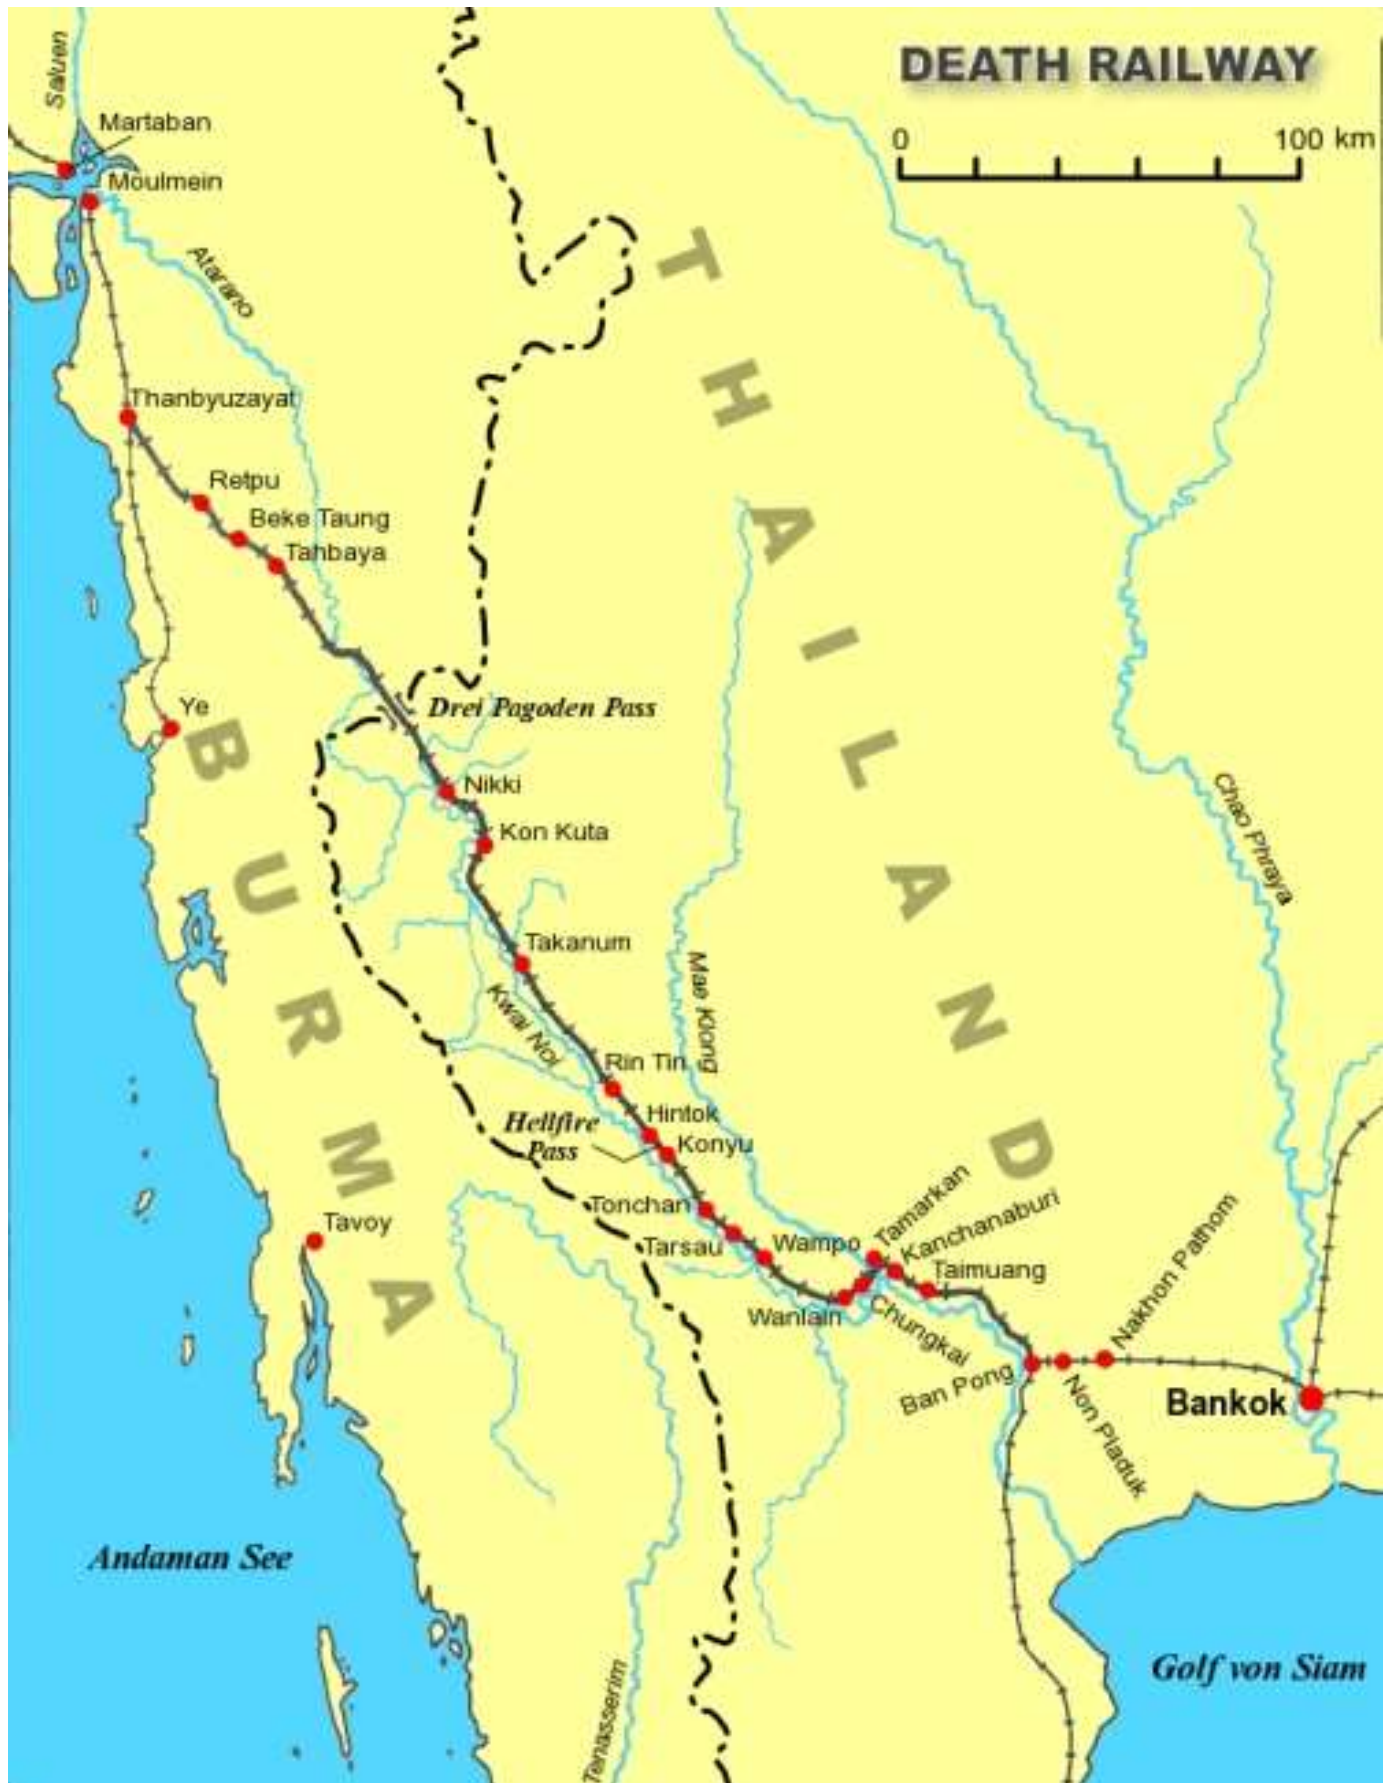 DEATH RAILWAY
0
100 km
Saluen
Martaban
Moulmein
Atarano
THAILAND
Thanbyuzayat
Retpu
Beke Taung
Tahbaya
Ye
Drei Pagoden Pass
BURMA
Nikki
Kon Kuta
Chao Phraya
Takanum
Mae Klong
Kwai Noi
Rin Tin
Hintok
Hellfire
Pass
Konyu
Tonchan
Tamarkan
Kanchanaburi
Nakhon Pathom
Tavoy
Tarsau
Wampo
Taimuang
Wanlain
Chungkai
Ban Pong
Non Pladuk
Bankok
Andaman See
Golf von Siam
Tenasserim